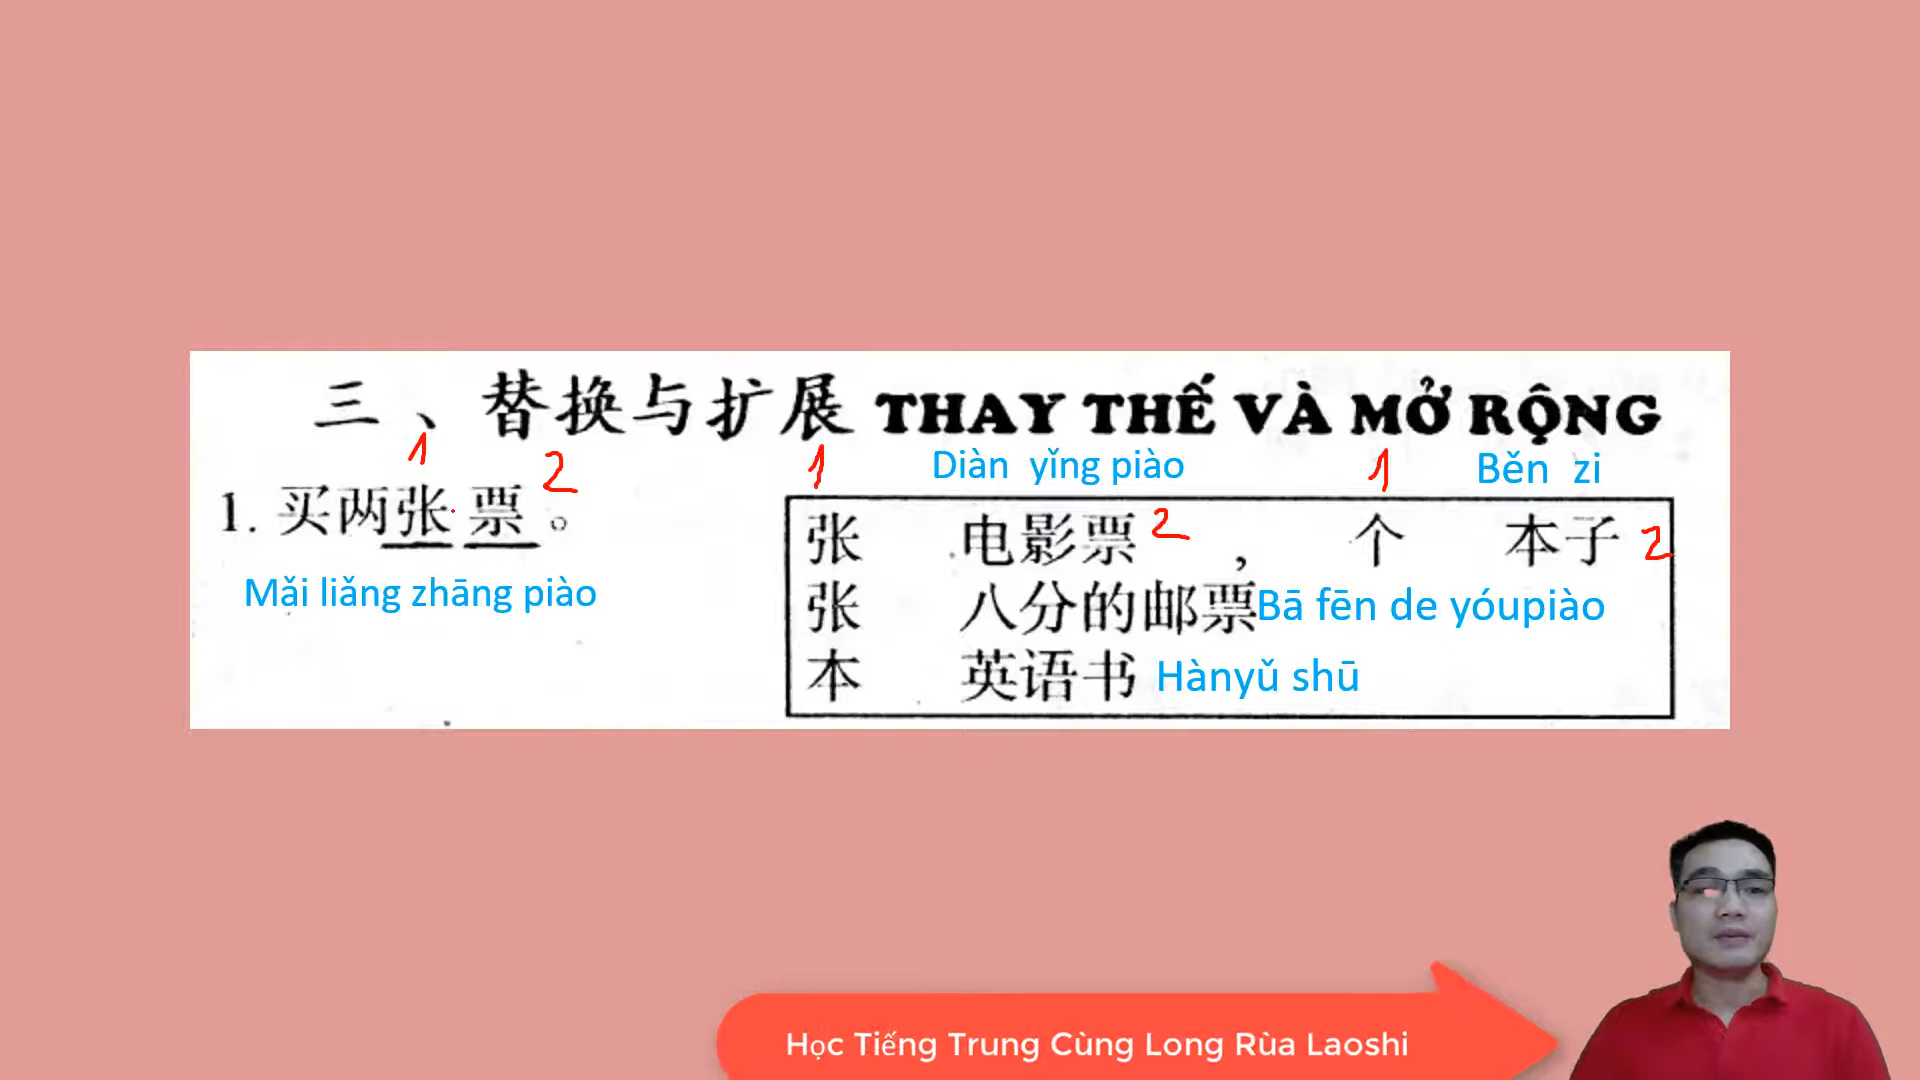 三、替换与扩展 THAY THẾ VÀ MỞ RỘNG
1 2 1 Diàn yǐng piào 1 Běn zi
1. 买两张票。
Mǎi liǎng zhāng piào
张 电影票 2 , 个 本子 2
张 八分的邮票 Bā fēn de yóupiào
本 英语书 Hànyǔ shū
Học Tiếng Trung Cùng Long Rùa Laoshi